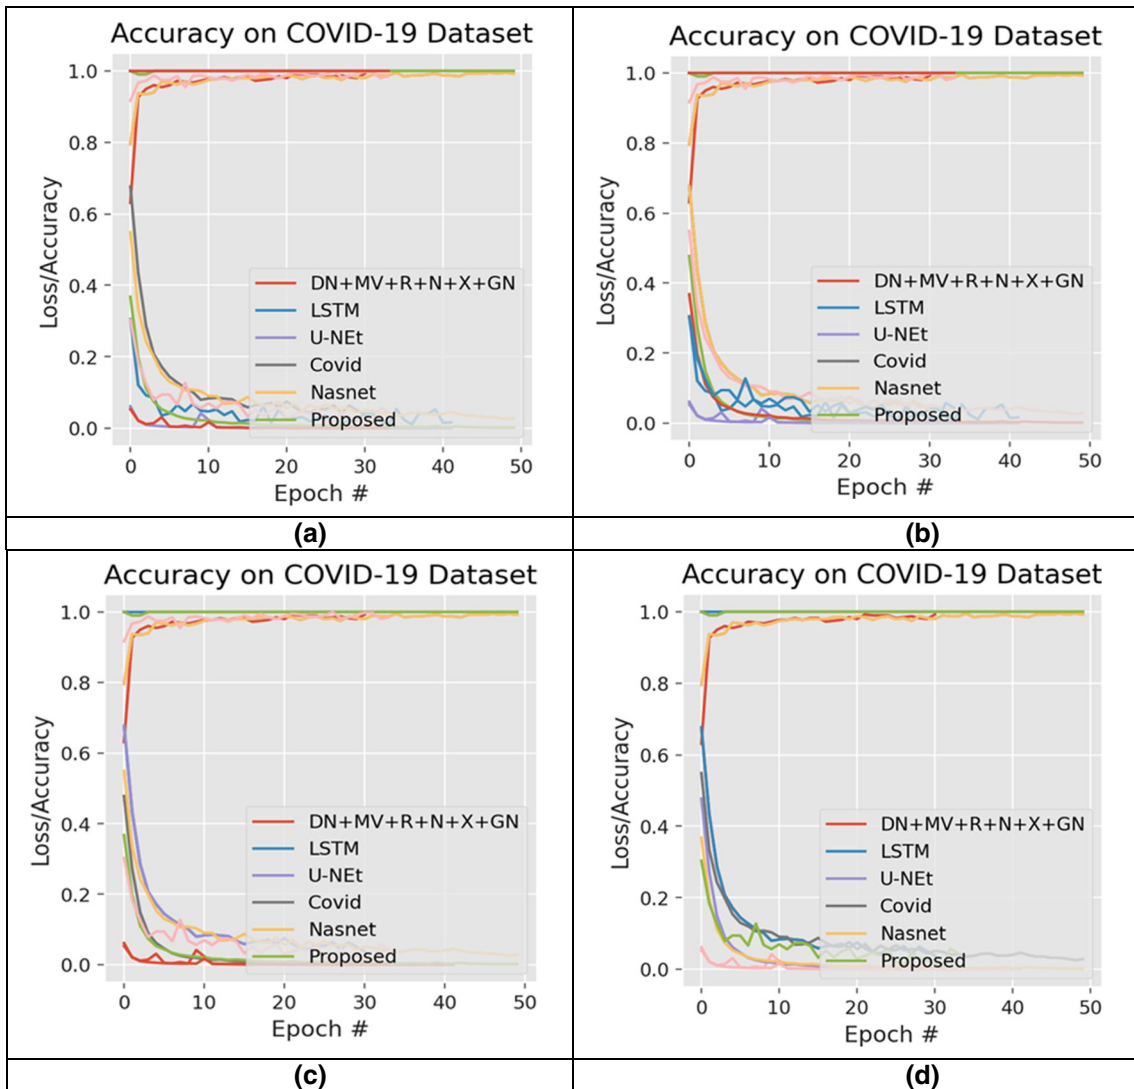 Accuracy on COVID-19 Dataset
1.0
0.8
0.6
0.4
0.2
0.0
Loss/Accuracy
DN+MV+R+N+X+GN
LSTM
U-NEt
Covid
Nasnet
Proposed
0 10 20 30 40 50
Epoch #
(a)
Accuracy on COVID-19 Dataset
1.0
0.8
0.6
0.4
0.2
0.0
Loss/Accuracy
DN+MV+R+N+X+GN
LSTM
U-NEt
Covid
Nasnet
Proposed
0 10 20 30 40 50
Epoch #
(b)
Accuracy on COVID-19 Dataset
1.0
0.8
0.6
0.4
0.2
0.0
Loss/Accuracy
DN+MV+R+N+X+GN
LSTM
U-NEt
Covid
Nasnet
Proposed
0 10 20 30 40 50
Epoch #
(c)
Accuracy on COVID-19 Dataset
1.0
0.8
0.6
0.4
0.2
0.0
Loss/Accuracy
DN+MV+R+N+X+GN
LSTM
U-NEt
Covid
Nasnet
Proposed
0 10 20 30 40 50
Epoch #
(d)